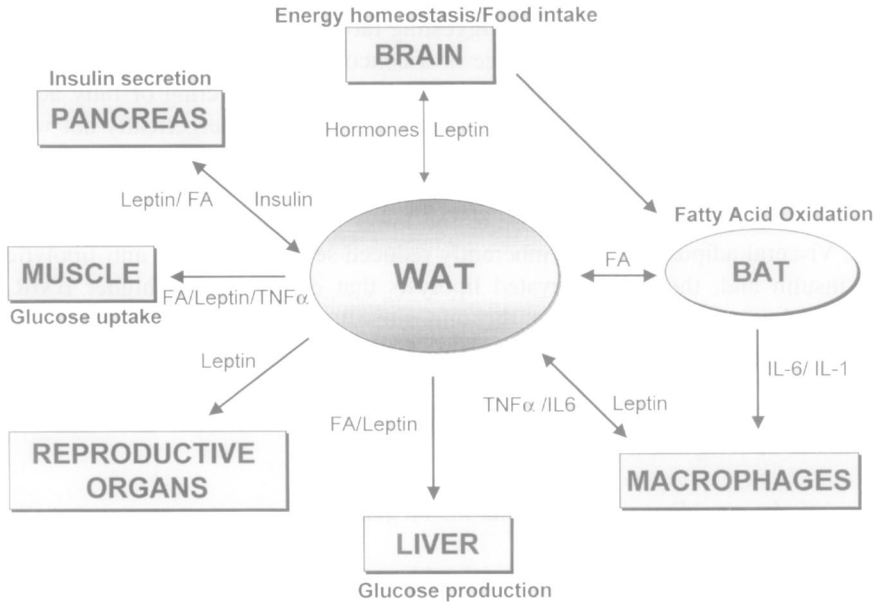 Energy homeostasis/Food intake
BRAIN
Insulin secretion
PANCREAS
Hormones
Leptin
Leptin/ FA
Insulin
Fatty Acid Oxidation
MUSCLE
Glucose uptake
FA/Leptin/TNFα
WAT
FA
BAT
Leptin
IL-6/ IL-1
FA/Leptin
TNFα /IL6
Leptin
REPRODUCTIVE
ORGANS
MACROPHAGES
LIVER
Glucose production